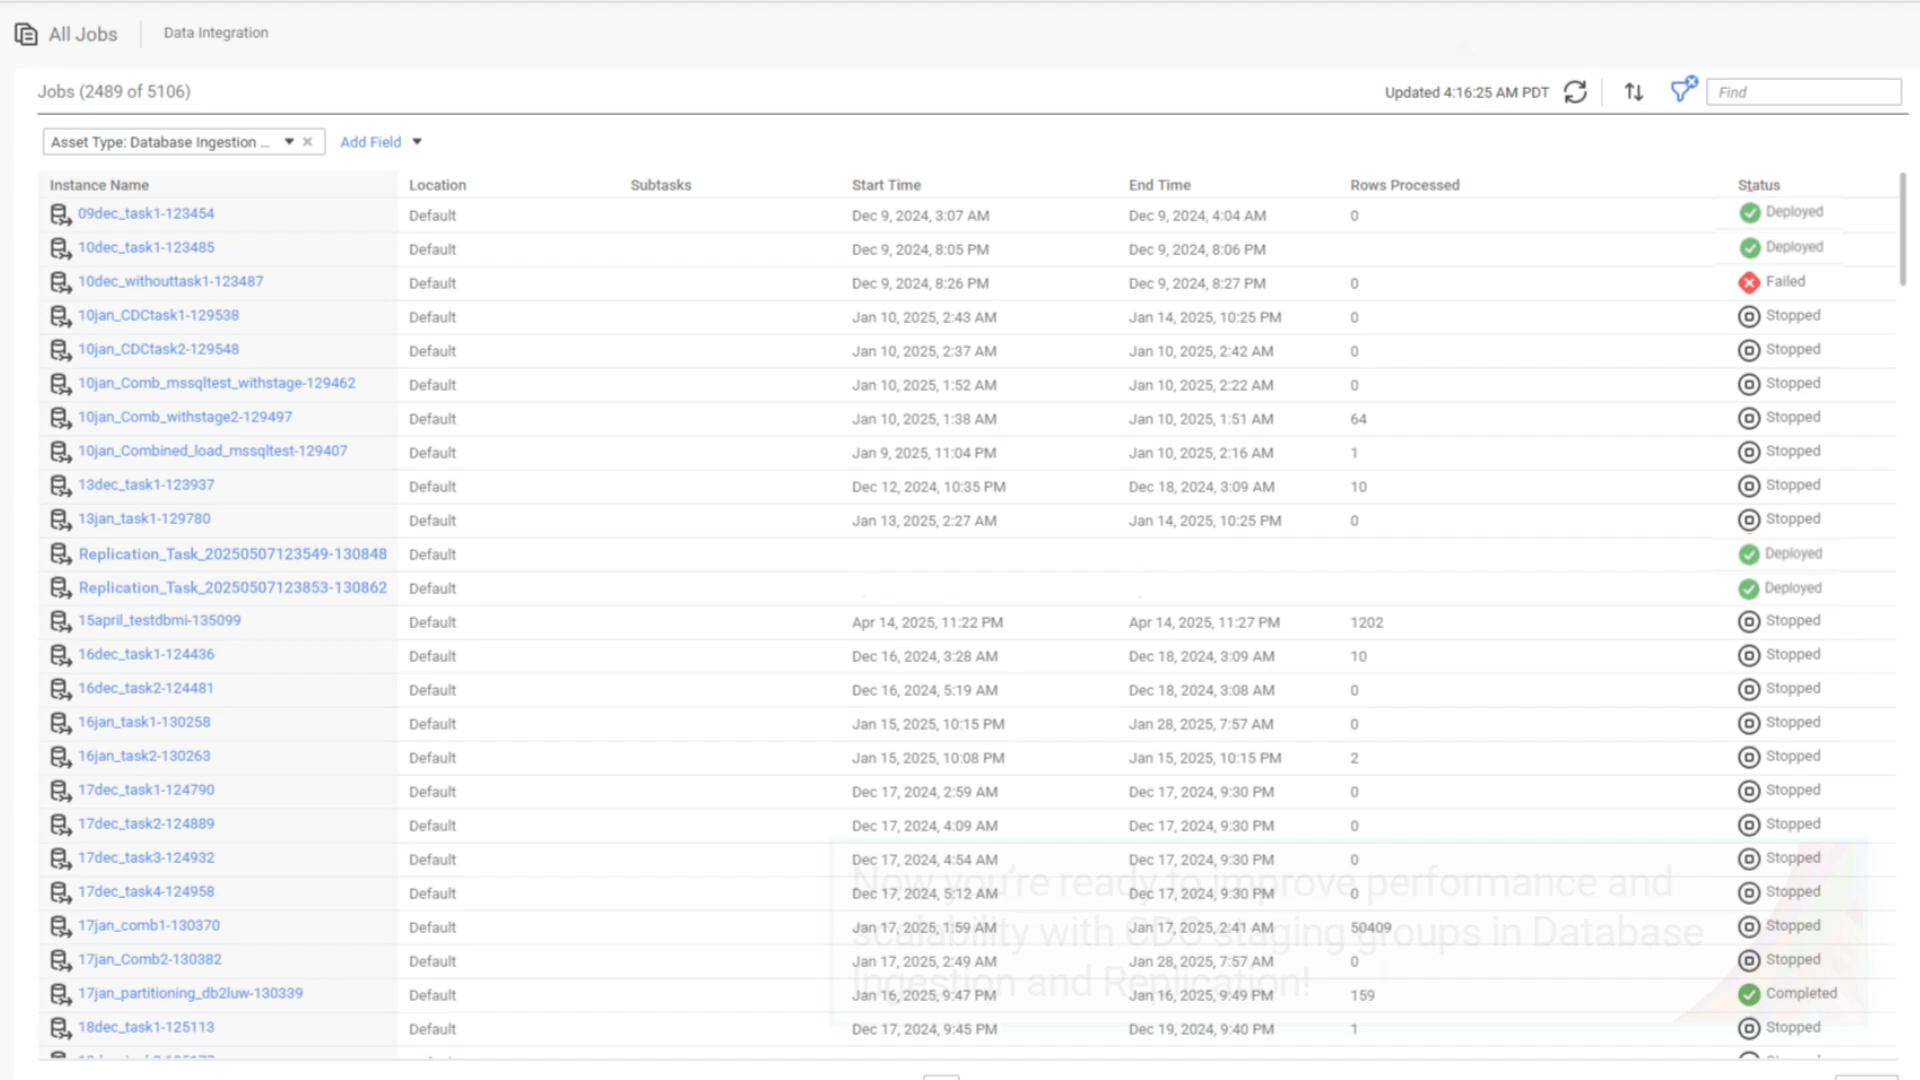 All Jobs Data Integration
Jobs (2489 of 5106) Updated 4:16:25 AM PDT Find
Asset Type: Database Ingestion ... Add Field
Instance Name Location Subtasks Start Time End Time Rows Processed Status
09dec_task1-123454 Default Dec 9, 2024, 3:07 AM Dec 9, 2024, 4:04 AM 0 Deployed
10dec_task1-123485 Default Dec 9, 2024, 8:05 PM Dec 9, 2024, 8:06 PM Deployed
10dec_withouttask1-123487 Default Dec 9, 2024, 8:26 PM Dec 9, 2024, 8:27 PM 0 Failed
10jan_CDCtask1-129538 Default Jan 10, 2025, 2:43 AM Jan 14, 2025, 10:25 PM 0 Stopped
10jan_CDCtask2-129548 Default Jan 10, 2025, 2:37 AM Jan 10, 2025, 2:42 AM 0 Stopped
10jan_Comb_mssqltest_withstage-129462 Default Jan 10, 2025, 1:52 AM Jan 10, 2025, 2:22 AM 0 Stopped
10jan_Comb_withstage2-129497 Default Jan 10, 2025, 1:38 AM Jan 10, 2025, 1:51 AM 64 Stopped
10jan_Combined_load_mssqltest-129407 Default Jan 9, 2025, 11:04 PM Jan 10, 2025, 2:16 AM 1 Stopped
13dec_task1-123937 Default Dec 12, 2024, 10:35 PM Dec 18, 2024, 3:09 AM 10 Stopped
13jan_task1-129780 Default Jan 13, 2025, 2:27 AM Jan 14, 2025, 10:25 PM 0 Stopped
Replication_Task_20250507123549-130848 Default Deployed
Replication_Task_20250507123853-130862 Default Deployed
15april_testdbmi-135099 Default Apr 14, 2025, 11:22 PM Apr 14, 2025, 11:27 PM 1202 Stopped
16dec_task1-124436 Default Dec 16, 2024, 3:28 AM Dec 18, 2024, 3:09 AM 10 Stopped
16dec_task2-124481 Default Dec 16, 2024, 5:19 AM Dec 18, 2024, 3:08 AM 0 Stopped
16jan_task1-130258 Default Jan 15, 2025, 10:15 PM Jan 28, 2025, 7:57 AM 0 Stopped
16jan_task2-130263 Default Jan 15, 2025, 10:08 PM Jan 15, 2025, 10:15 PM 2 Stopped
17dec_task1-124790 Default Dec 17, 2024, 2:59 AM Dec 17, 2024, 9:30 PM 0 Stopped
17dec_task2-124889 Default Dec 17, 2024, 4:09 AM Dec 17, 2024, 9:30 PM 0 Stopped
17dec_task3-124932 Default Dec 17, 2024, 4:54 AM Dec 17, 2024, 9:30 PM 0 Stopped
17dec_task4-124958 Default Dec 17, 2024, 5:12 AM Dec 17, 2024, 9:30 PM 0 Stopped
17jan_comb1-130370 Default Jan 17, 2025, 1:59 AM Jan 17, 2025, 2:41 AM 50409 Stopped
17jan_Comb2-130382 Default Jan 17, 2025, 2:49 AM Jan 28, 2025, 7:57 AM 0 Stopped
17jan_partitioning_db2luw-130339 Default Jan 16, 2025, 9:47 PM Jan 16, 2025, 9:49 PM 159 Completed
18dec_task1-125113 Default Dec 17, 2024, 9:45 PM Dec 19, 2024, 9:40 PM 1 Stopped
Now you're ready to improve performance and
scalability with CDC staging groups in Database
Ingestion and Replication!